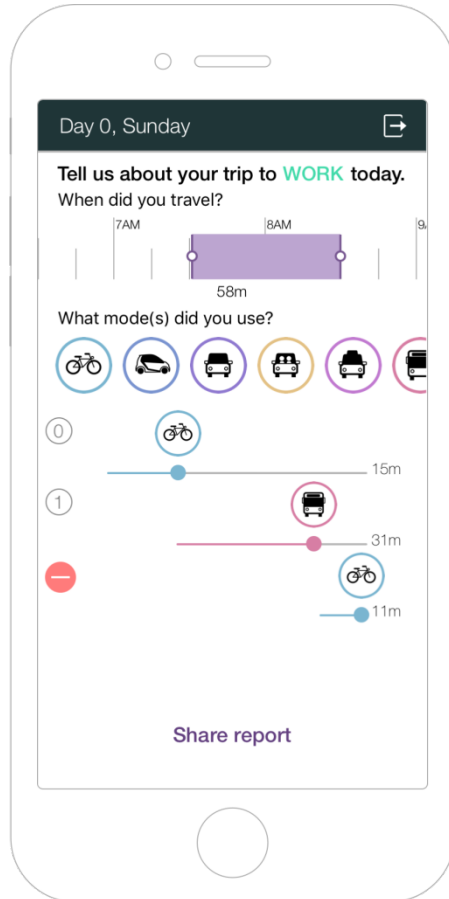 Day 0, Sunday
Tell us about your trip to WORK today.
When did you travel?
7AM 8AM 9
58m
What mode(s) did you use?
0
15m
1
31m
11m
Share report